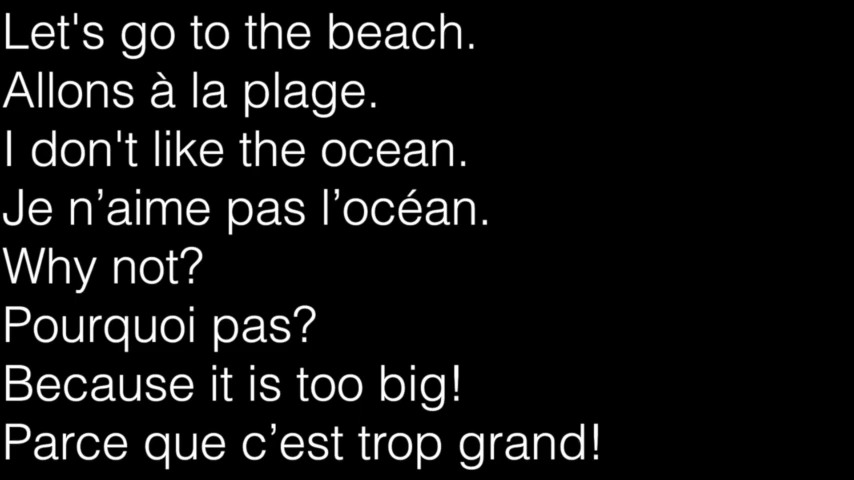 Let's go to the beach.
Allons à la plage.
I don't like the ocean.
Je n’aime pas l’océan.
Why not?
Pourquoi pas?
Because it is too big!
Parce que c’est trop grand!